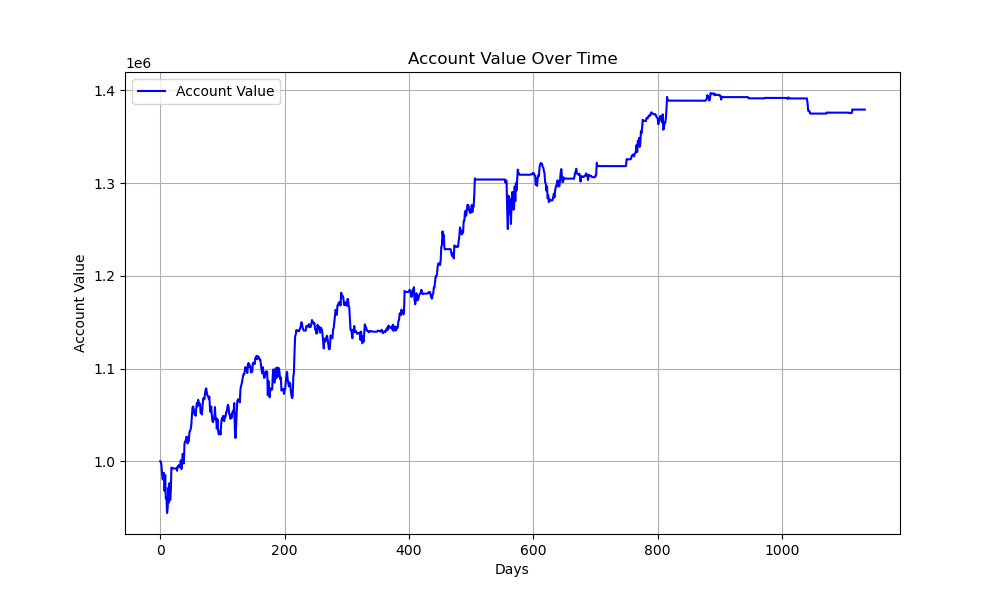 Account Value Over Time
1e6
Account Value
1.4
1.3
1.2
1.1
1.0
Account Value
0 200 400 600 800 1000
Days